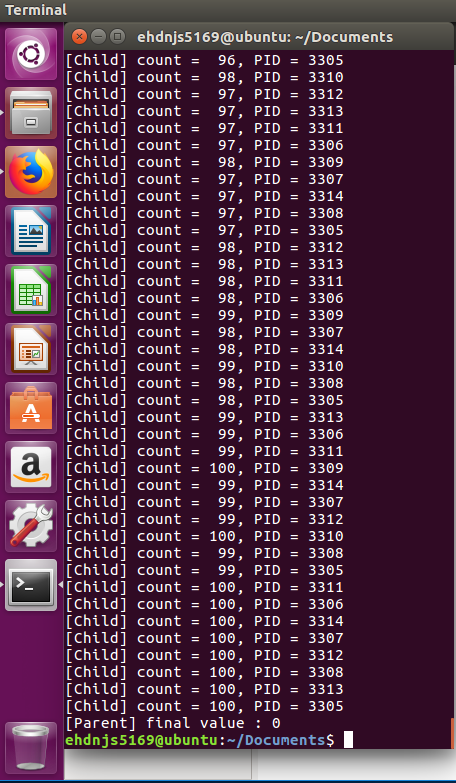 Terminal
ehdnjs5169@ubuntu: ~/Documents
[Child] count =  96, PID = 3305
[Child] count =  98, PID = 3310
[Child] count =  97, PID = 3312
[Child] count =  97, PID = 3313
[Child] count =  97, PID = 3311
[Child] count =  97, PID = 3306
[Child] count =  98, PID = 3309
[Child] count =  97, PID = 3307
[Child] count =  97, PID = 3314
[Child] count =  97, PID = 3308
[Child] count =  97, PID = 3305
[Child] count =  98, PID = 3312
[Child] count =  98, PID = 3313
[Child] count =  98, PID = 3311
[Child] count =  98, PID = 3306
[Child] count =  99, PID = 3309
[Child] count =  98, PID = 3307
[Child] count =  98, PID = 3314
[Child] count =  99, PID = 3310
[Child] count =  98, PID = 3308
[Child] count =  98, PID = 3305
[Child] count =  99, PID = 3313
[Child] count =  99, PID = 3306
[Child] count =  99, PID = 3311
[Child] count = 100, PID = 3309
[Child] count =  99, PID = 3314
[Child] count =  99, PID = 3307
[Child] count =  99, PID = 3312
[Child] count = 100, PID = 3310
[Child] count =  99, PID = 3308
[Child] count =  99, PID = 3305
[Child] count = 100, PID = 3311
[Child] count = 100, PID = 3306
[Child] count = 100, PID = 3314
[Child] count = 100, PID = 3307
[Child] count = 100, PID = 3312
[Child] count = 100, PID = 3308
[Child] count = 100, PID = 3313
[Child] count = 100, PID = 3305
[Parent] final value : 0
ehdnjs5169@ubuntu:~/Documents$